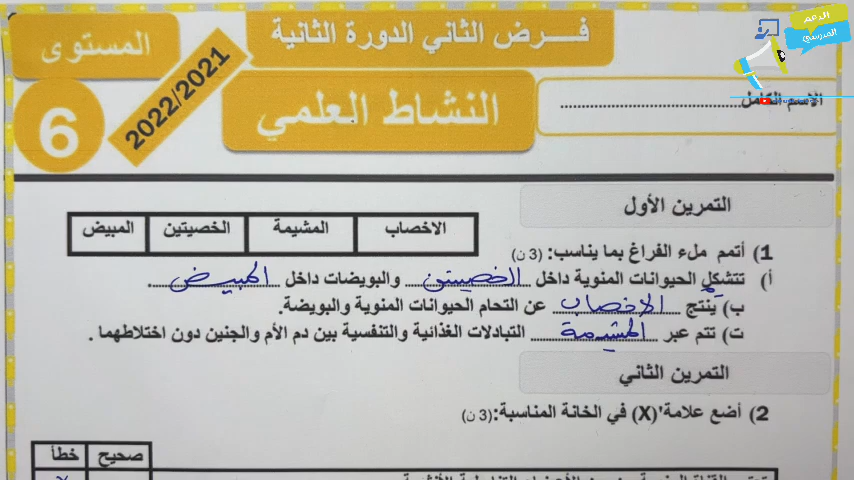 الدعم
المدرسي
فرض الثاني الدورة الثانية
المستوى
2022/2021
النشاط العلمي
6
الاسم الكامل
التمرين الأول
الاخصاب المشيمة الخصيتين المبيض
1) أتمم ملء الفراغ بما يناسب: (3 ن)
أ) تتشكل الحيوانات المنوية داخل الخصيتين والبويضات داخل المبيض.
ب) ينتج الاخصاب عن التحام الحيوانات المنوية والبويضة.
ت) تتم عبر المشيمة التبادلات الغذائية والتنفسية بين دم الأم والجنين دون اختلاطهما.
التمرين الثاني
2) أضع علامة'(X) في الخانة المناسبة:(3 ن)
صحيح خطأ